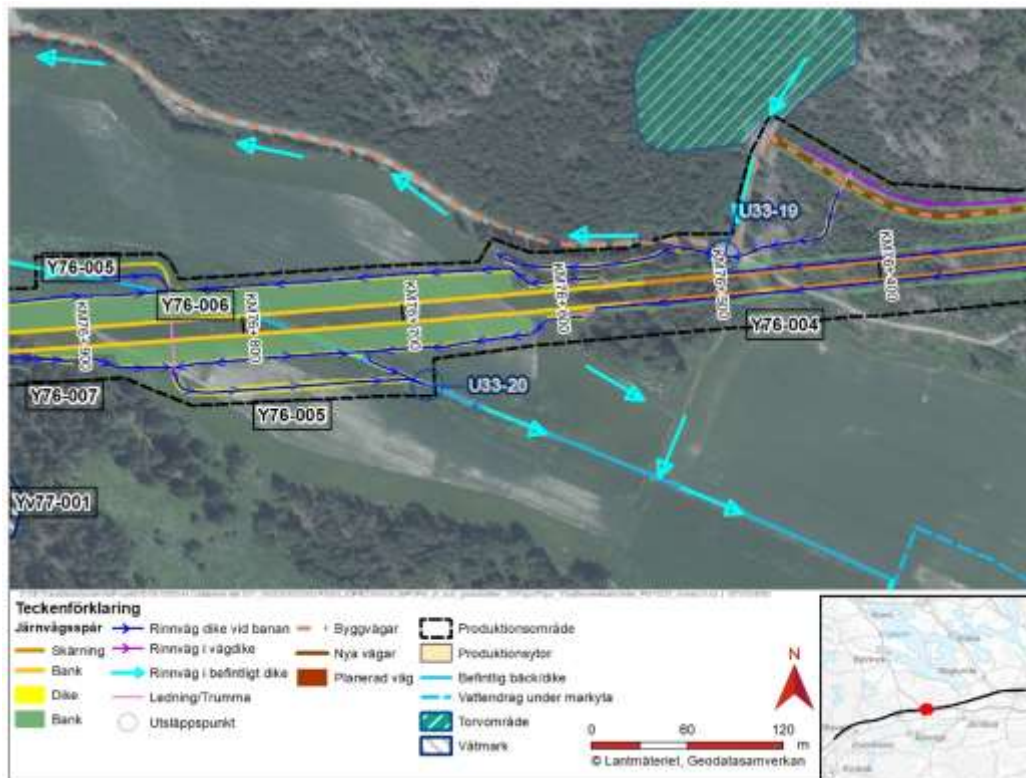 U33-19
Y76-005
Y76-006
KM76+900
KM76+800
KM76+700
KM76+600
KM76+500
KM76+400
Y76-004
Y76-007
Y76-005
U33-20
Yv77-001
Teckenförklaring
Järnvägsspår
Skärning
Bank
Dike
Bank
Rinnväg dike vid banan
Rinnväg i vägdike
Rinnväg i befintligt dike
Ledning/Trumma
Utsläppspunkt
Byggvägar
Nya vägar
Planerad väg
Produktionsområde
Produktionsytor
Befintlig bäck/dike
Vattendrag under markyta
Torvområde
Våtmark
N
0 60 120
m
© Lantmäteriet, Geodatasamverkan